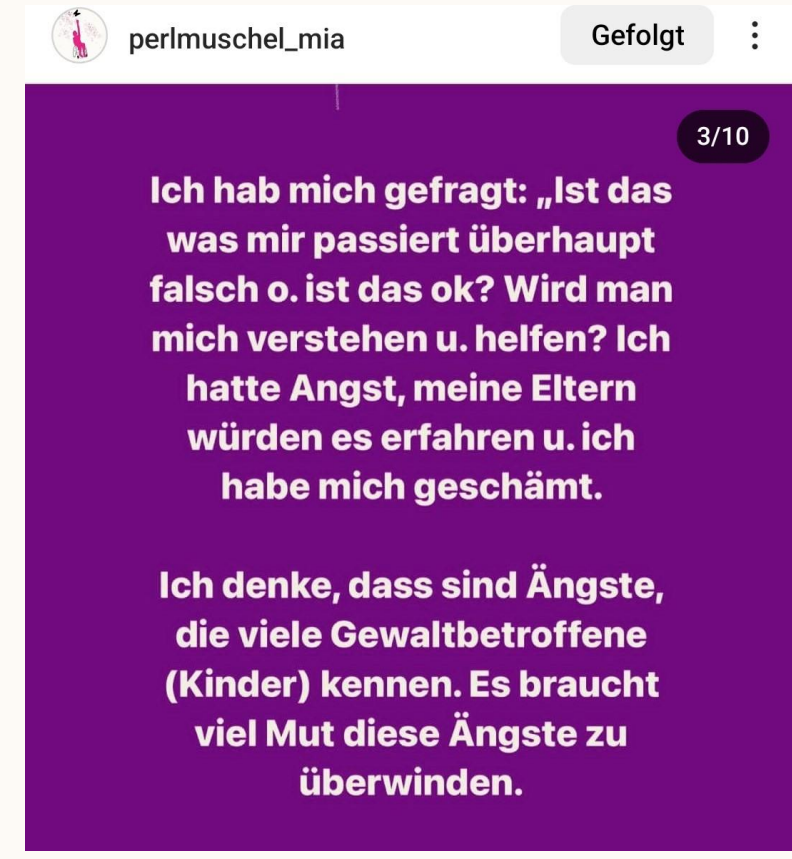 perlmuschel_mia
Gefolgt
3/10
Ich hab mich gefragt: „Ist das
was mir passiert überhaupt
falsch o. ist das ok? Wird man
mich verstehen u. helfen? Ich
hatte Angst, meine Eltern
würden es erfahren u. ich
habe mich geschämt.
Ich denke, dass sind Ängste,
die viele Gewaltbetroffene
(Kinder) kennen. Es braucht
viel Mut diese Ängste zu
überwinden.